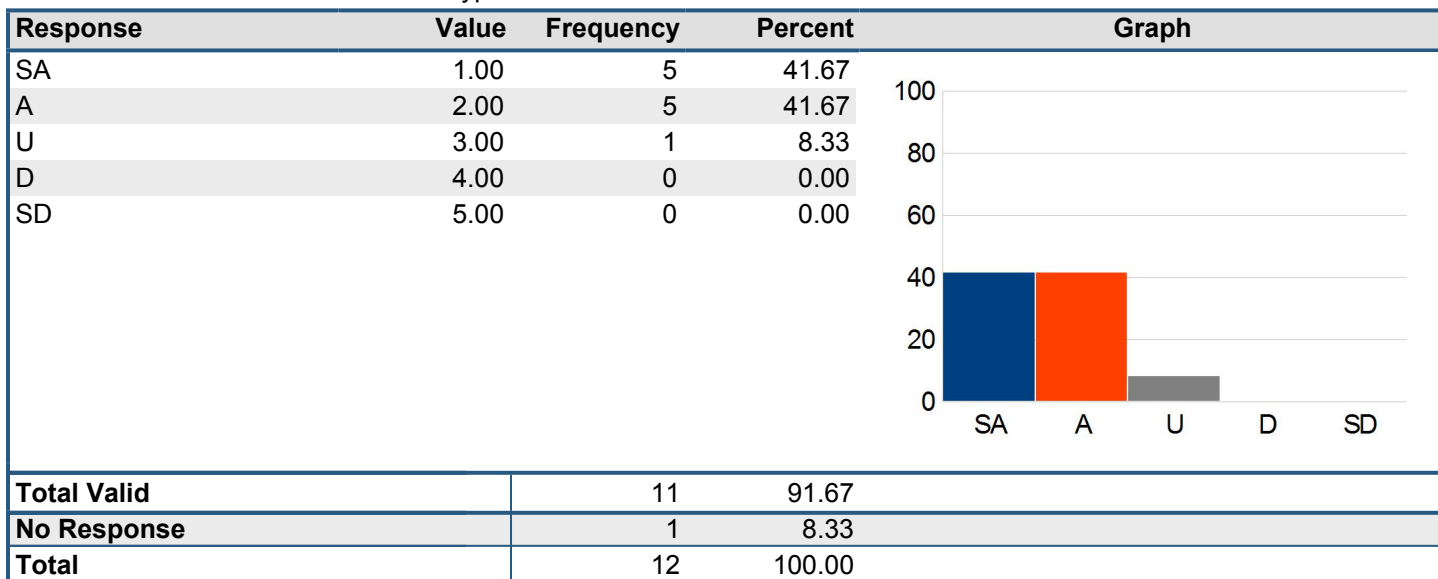 Response Value Frequency Percent Graph
SA 1.00 5 41.67
A 2.00 5 41.67
U 3.00 1 8.33
D 4.00 0 0.00
SD 5.00 0 0.00
100
80
60
40
20
0
SA A U D SD
Total Valid 11 91.67
No Response 1 8.33
Total 12 100.00